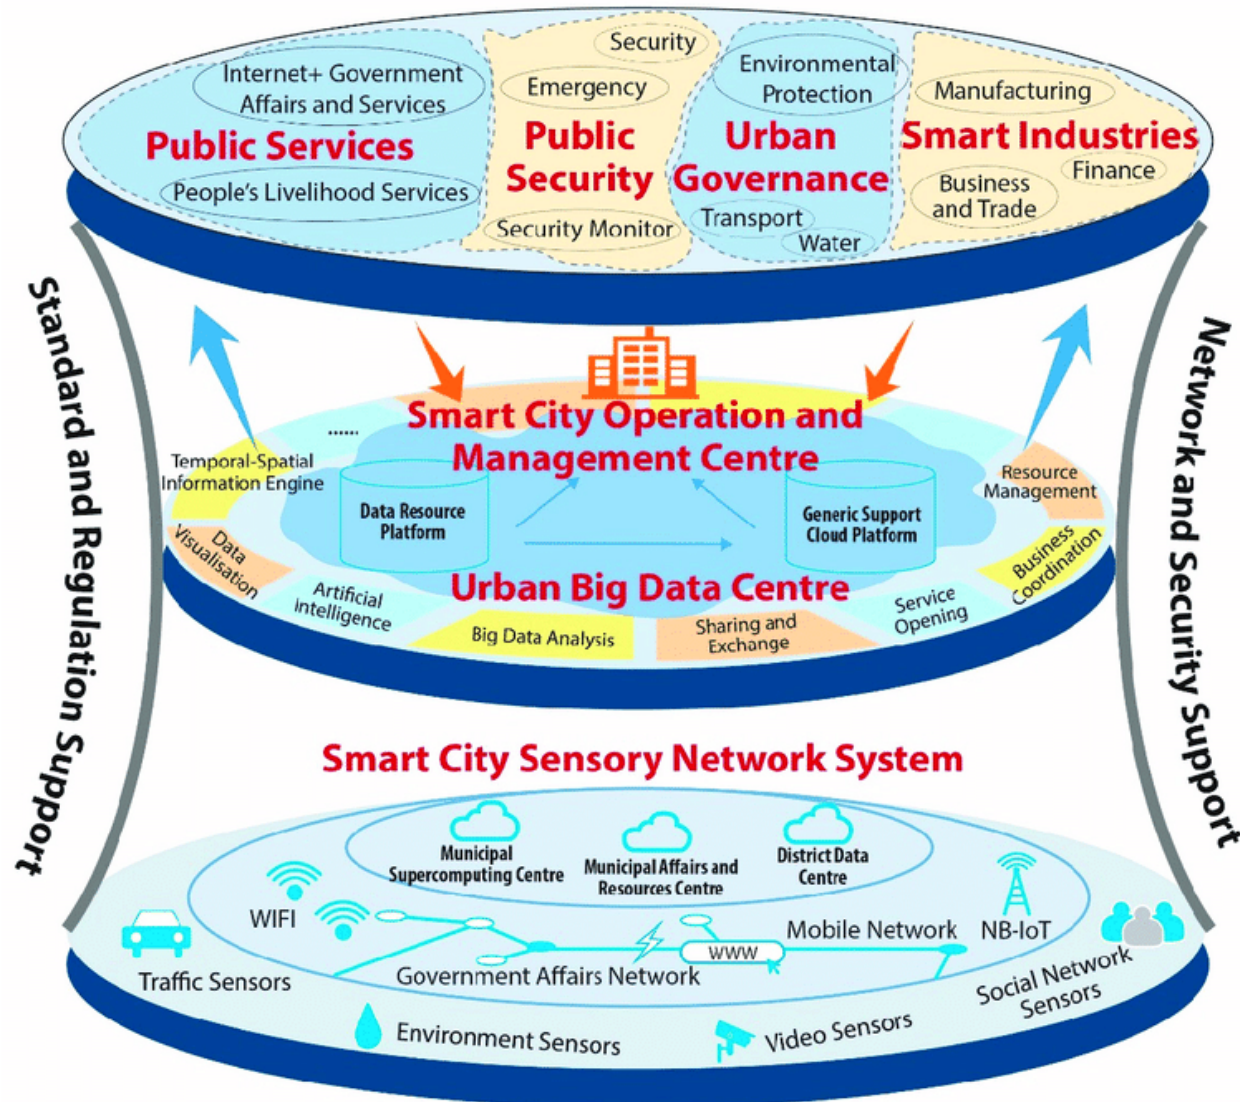 Security
Internet+ Government
Affairs and Services
Emergency
Environmental
Protection
Manufacturing
Public Services
Public
Security
Urban
Governance
Smart Industries
Finance
People's Livelihood Services
Business
and Trade
Security Monitor
Transport
Water
Standard and Regulation Support
Network and Security Support
Smart City Operation and
Management Centre
......
Temporal-Spatial
Information Engine
Resource
Management
Data Resource
Platform
Generic Support
Cloud Platform
Data
Visualisation
Business
Coordination
Urban Big Data Centre
Artificial
Intelligence
Big Data Analysis
Sharing and
Exchange
Service
Opening
Smart City Sensory Network System
Municipal
Supercomputing Centre
Municipal Affairs and
Resources Centre
District Data
Centre
WIFI
Mobile Network
NB-IoT
WWW
Government Affairs Network
Traffic Sensors
Social Network
Sensors
Environment Sensors
Video Sensors